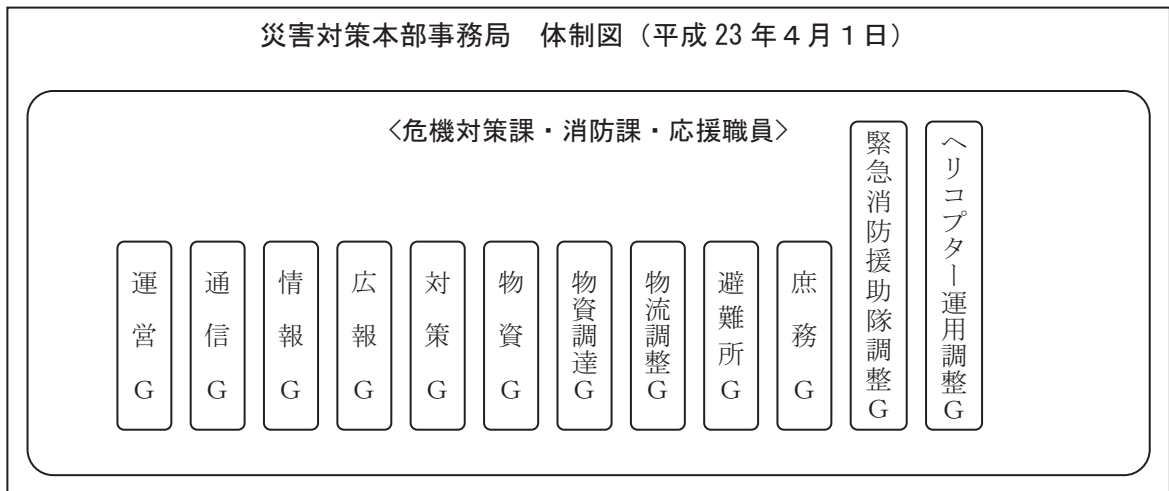 災害対策本部事務局　体制図（平成 23 年４月１日）
<危機対策課・消防課・応援職員>
運営G
通信G
情報G
広報G
対策G
物資G
物資調達G
物流調整G
避難所G
庶務G
緊急消防援助隊調整G
ヘリコプター運用調整G